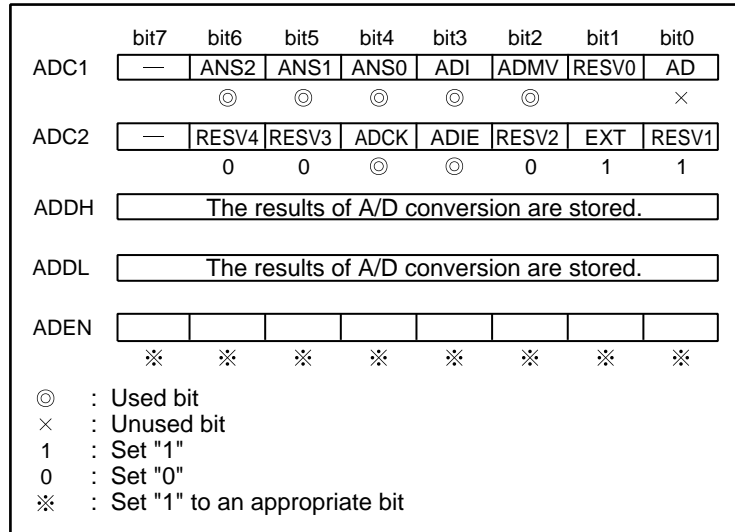 bit7 bit6 bit5 bit4 bit3 bit2 bit1 bit0
ADC1 — ANS2 ANS1 ANS0 ADI ADMV RESV0 AD
◎ ◎ ◎ ◎ ◎ ×
ADC2 — RESV4 RESV3 ADCK ADIE RESV2 EXT RESV1
0 0 ◎ ◎ 0 1 1
ADDH The results of A/D conversion are stored.
ADDL The results of A/D conversion are stored.
ADEN
※ ※ ※ ※ ※ ※ ※ ※
◎ : Used bit
× : Unused bit
1 : Set "1"
0 : Set "0"
※ : Set "1" to an appropriate bit